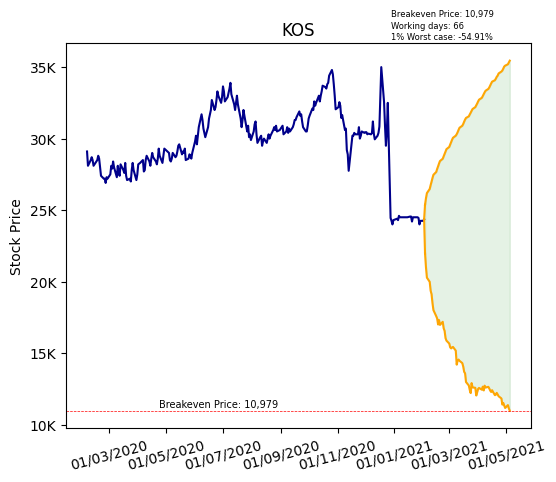 Breakeven Price: 10,979
Working days: 66
1% Worst case: -54.91%
KOS
Stock Price
35K
30K
25K
20K
15K
10K
Breakeven Price: 10,979
01/03/2020
01/05/2020
01/07/2020
01/09/2020
01/11/2020
01/01/2021
01/03/2021
01/05/2021